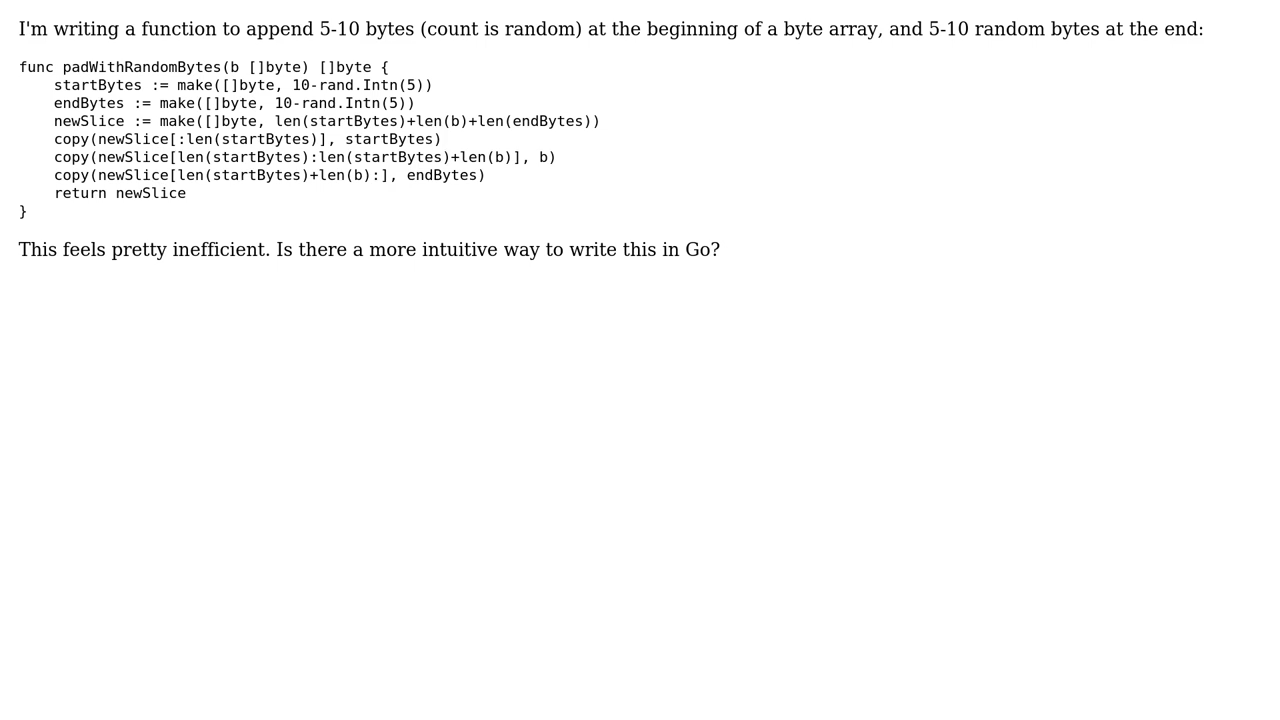 I'm writing a function to append 5-10 bytes (count is random) at the beginning of a byte array, and 5-10 random bytes at the end:
func padWithRandomBytes(b []byte) []byte {
    startBytes := make([]byte, 10-rand.Intn(5))
    endBytes := make([]byte, 10-rand.Intn(5))
    newSlice := make([]byte, len(startBytes)+len(b)+len(endBytes))
    copy(newSlice[:len(startBytes)], startBytes)
    copy(newSlice[len(startBytes):len(startBytes)+len(b)], b)
    copy(newSlice[len(startBytes)+len(b):], endBytes)
    return newSlice
}
This feels pretty inefficient. Is there a more intuitive way to write this in Go?